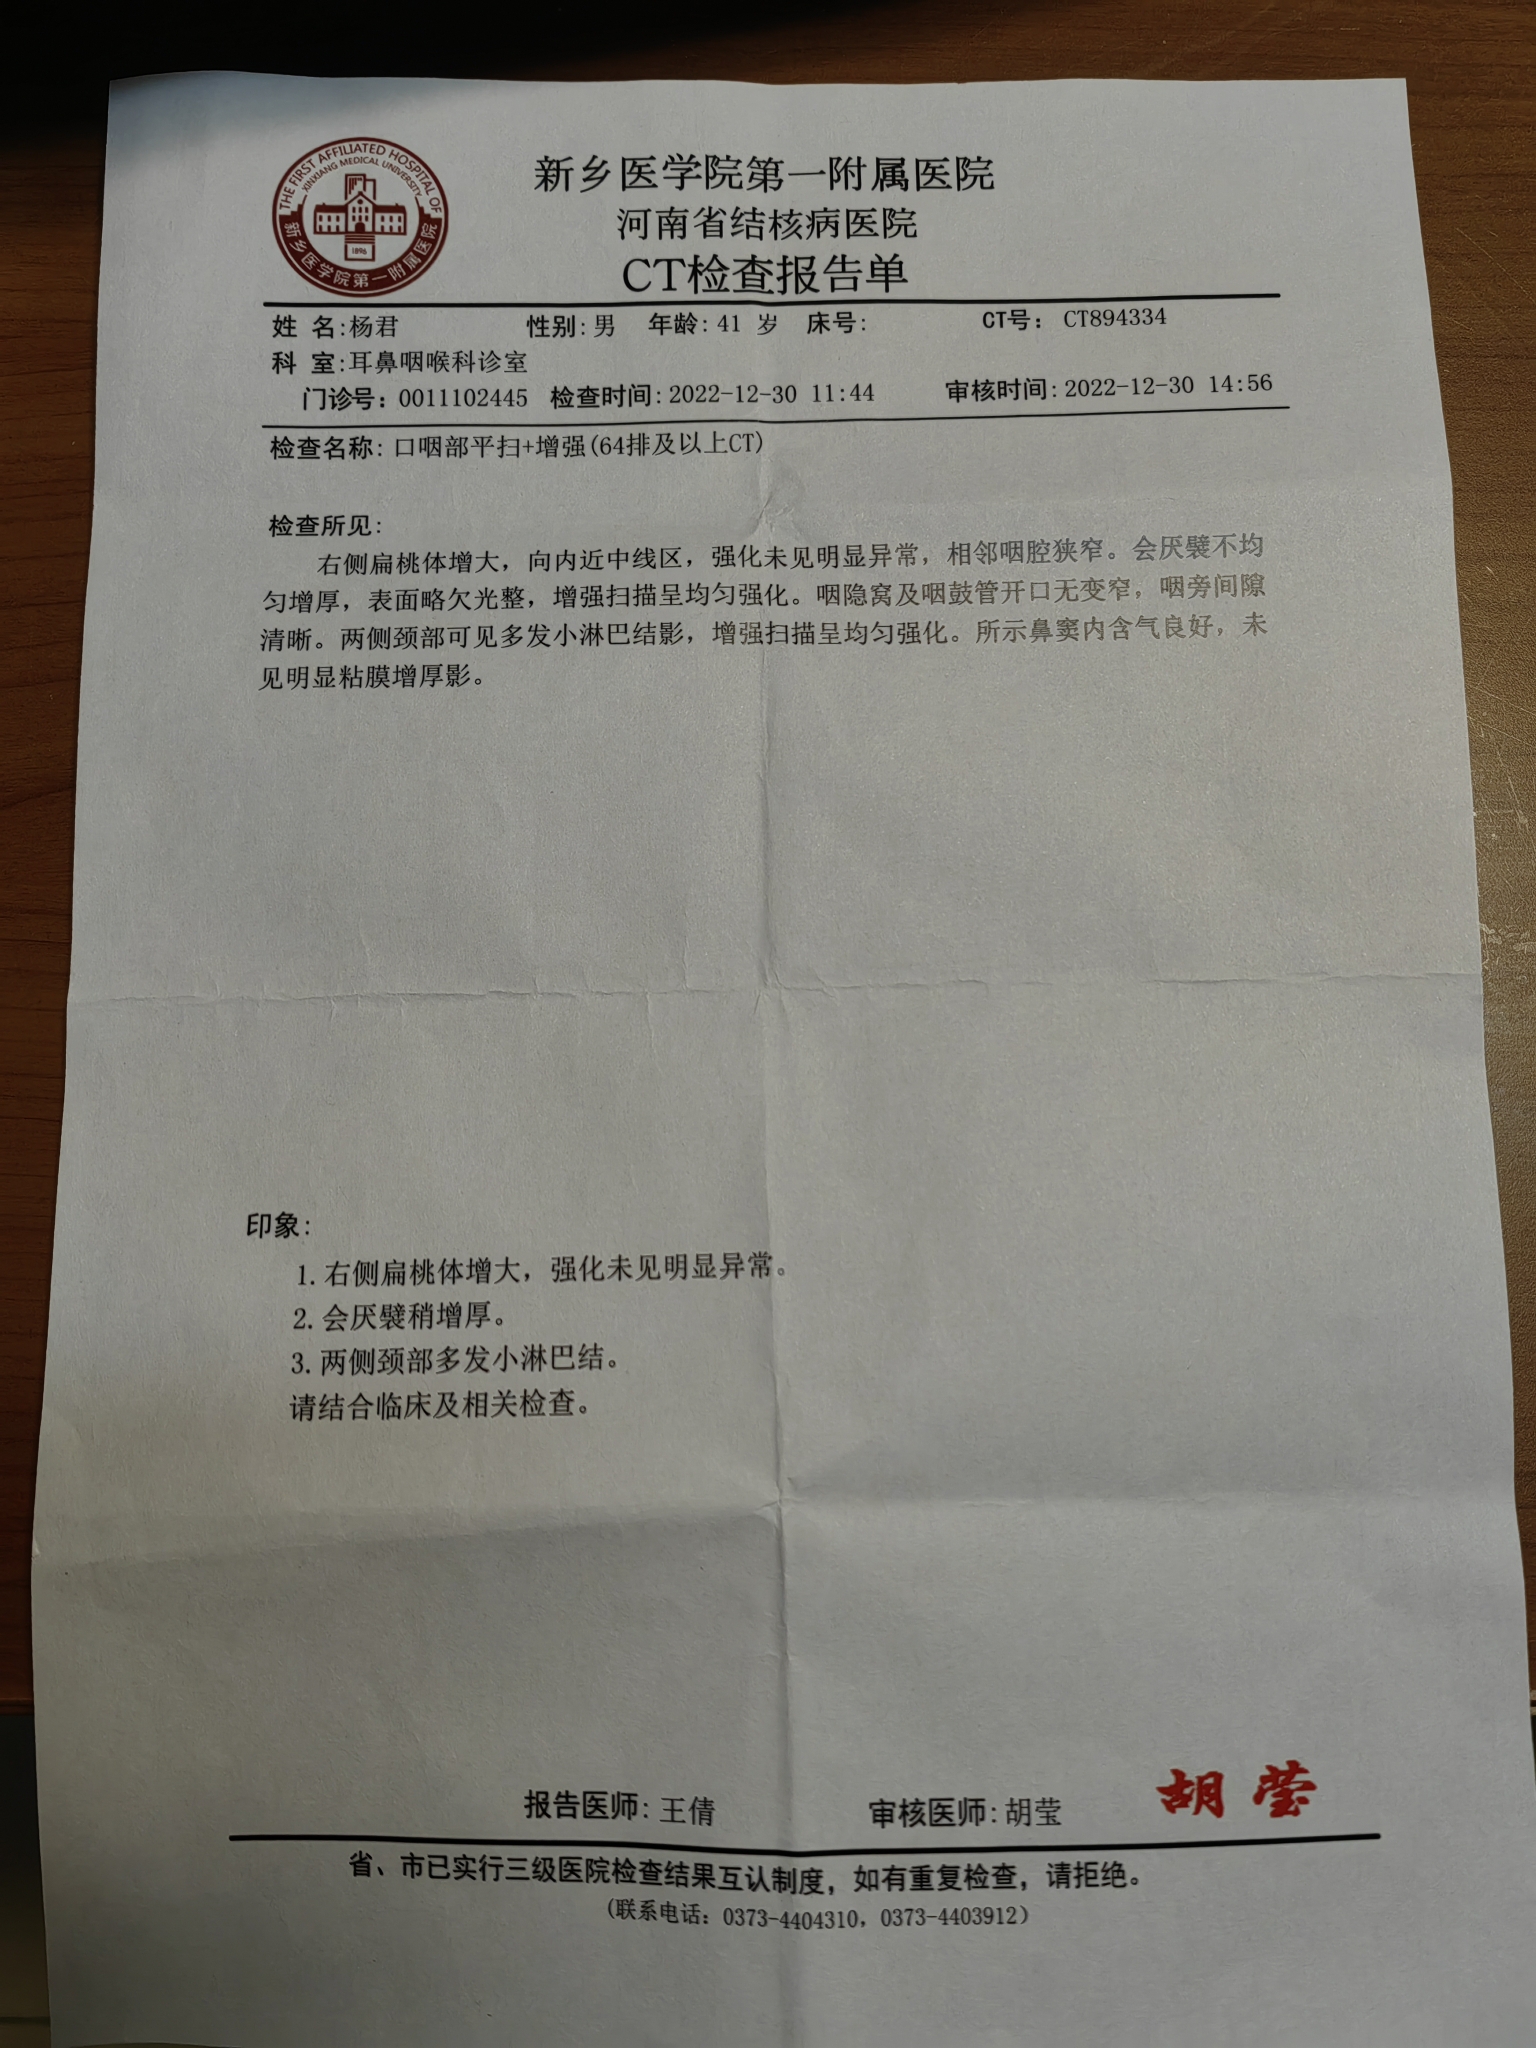 THE FIRST AFFILIATED HOSPITAL OF
XINXIANG MEDICAL UNIVERSITY
1896
新乡医学院第一附属医院
新乡医学院第一附属医院
河南省结核病医院
CT检查报告单
姓 名:杨君 性别:男 年龄:41 岁 床号: CT号: CT894334
科 室:耳鼻咽喉科诊室
门诊号:0011102445 检查时间:2022-12-30 11:44 审核时间:2022-12-30 14:56
检查名称:口咽部平扫+增强(64排及以上CT)
检查所见:
右侧扁桃体增大，向内近中线区，强化未见明显异常，相邻咽腔狭窄。会厌襞不均
匀增厚，表面略欠光整，增强扫描呈均匀强化。咽隐窝及咽鼓管开口无变窄，咽旁间隙
清晰。两侧颈部可见多发小淋巴结影，增强扫描呈均匀强化。所示鼻窦内含气良好，未
见明显粘膜增厚影。
印象:
1.右侧扁桃体增大，强化未见明显异常。
2.会厌襞稍增厚。
3.两侧颈部多发小淋巴结。
请结合临床及相关检查。
报告医师:王倩 审核医师:胡莹 胡莹
省、市已实行三级医院检查结果互认制度，如有重复检查，请拒绝。
(联系电话：0373-4404310，0373-4403912)